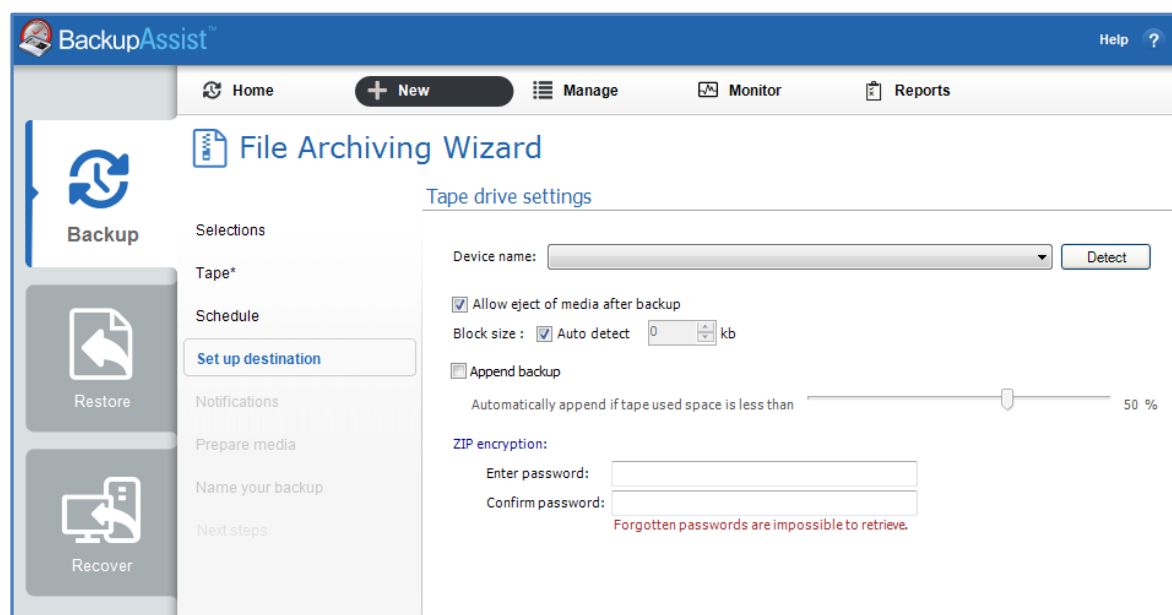 BackupAssist™
Help ?
Home
New
Manage
Monitor
Reports
File Archiving Wizard
Tape drive settings
Backup
Restore
Recover
Selections
Tape*
Schedule
Set up destination
Notifications
Prepare media
Name your backup
Next steps
Device name:
Detect
Allow eject of media after backup
Block size : Auto detect 0 kb
Append backup
Automatically append if tape used space is less than 50 %
ZIP encryption:
Enter password:
Confirm password:
Forgotten passwords are impossible to retrieve.